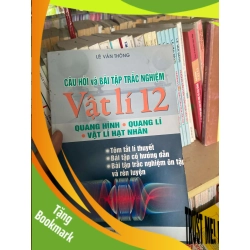 LÊ VĂN THÔNG
CÂU HỎI và BÀI TẬP TRẮC NGHIỆM
Vật lí 12
QUANG HÌNH • QUANG LÍ
• VẬT LÍ HẠT NHÂN
• Tóm tắt lí thuyết
• Bài tập có hướng dẫn
• Bài tập trắc nghiệm ôn tập
và rèn luyện
Tặng
Bookmark